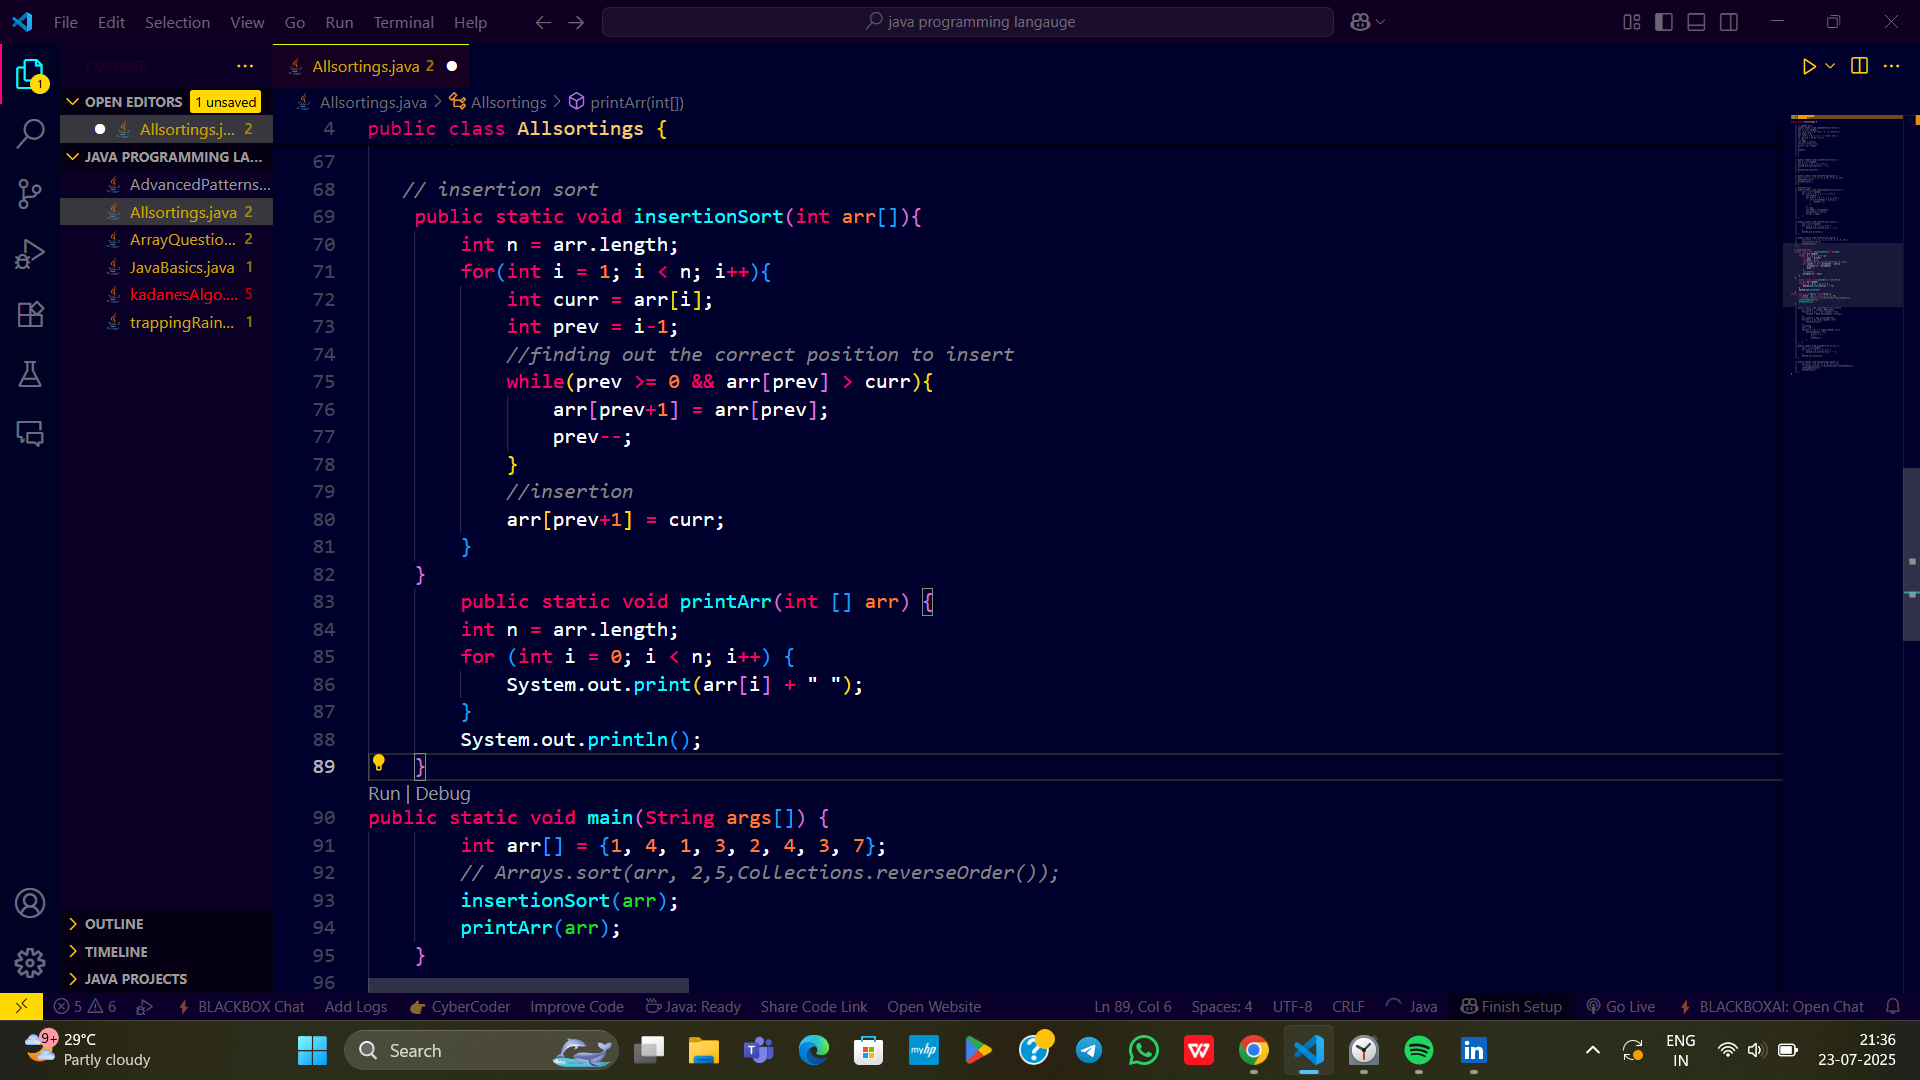 File Edit Selection View Go Run Terminal Help
java programming langauge
EXPLORER
Allsortings.java 2
OPEN EDITORS 1 unsaved
Allsortings.j... 2
JAVA PROGRAMMING LA...
AdvancedPatterns...
Allsortings.java 2
ArrayQuestio... 2
JavaBasics.java 1
kadanesAlgo.... 5
trappingRain... 1
OUTLINE
TIMELINE
JAVA PROJECTS
Allsortings.java > Allsortings > printArr(int[])
4 public class Allsortings {
67
68 // insertion sort
69 public static void insertionSort(int arr[]){
70 int n = arr.length;
71 for(int i = 1; i < n; i++){
72 int curr = arr[i];
73 int prev = i-1;
74 //finding out the correct position to insert
75 while(prev >= 0 && arr[prev] > curr){
76 arr[prev+1] = arr[prev];
77 prev--;
78 }
79 //insertion
80 arr[prev+1] = curr;
81 }
82 }
83 public static void printArr(int [] arr) {
84 int n = arr.length;
85 for (int i = 0; i < n; i++) {
86 System.out.print(arr[i] + " ");
87 }
88 System.out.println();
89 }
Run | Debug
90 public static void main(String args[]) {
91 int arr[] = {1, 4, 1, 3, 2, 4, 3, 7};
92 // Arrays.sort(arr, 2,5,Collections.reverseOrder());
93 insertionSort(arr);
94 printArr(arr);
95 }
96
5 6 BLACKBOX Chat Add Logs CyberCoder Improve Code Java: Ready Share Code Link Open Website Ln 89, Col 6 Spaces: 4 UTF-8 CRLF Java Finish Setup Go Live BLACKBOXAI: Open Chat
9+ 29°C
Partly cloudy
Search
myhp
ENG
IN
21:36
23-07-2025